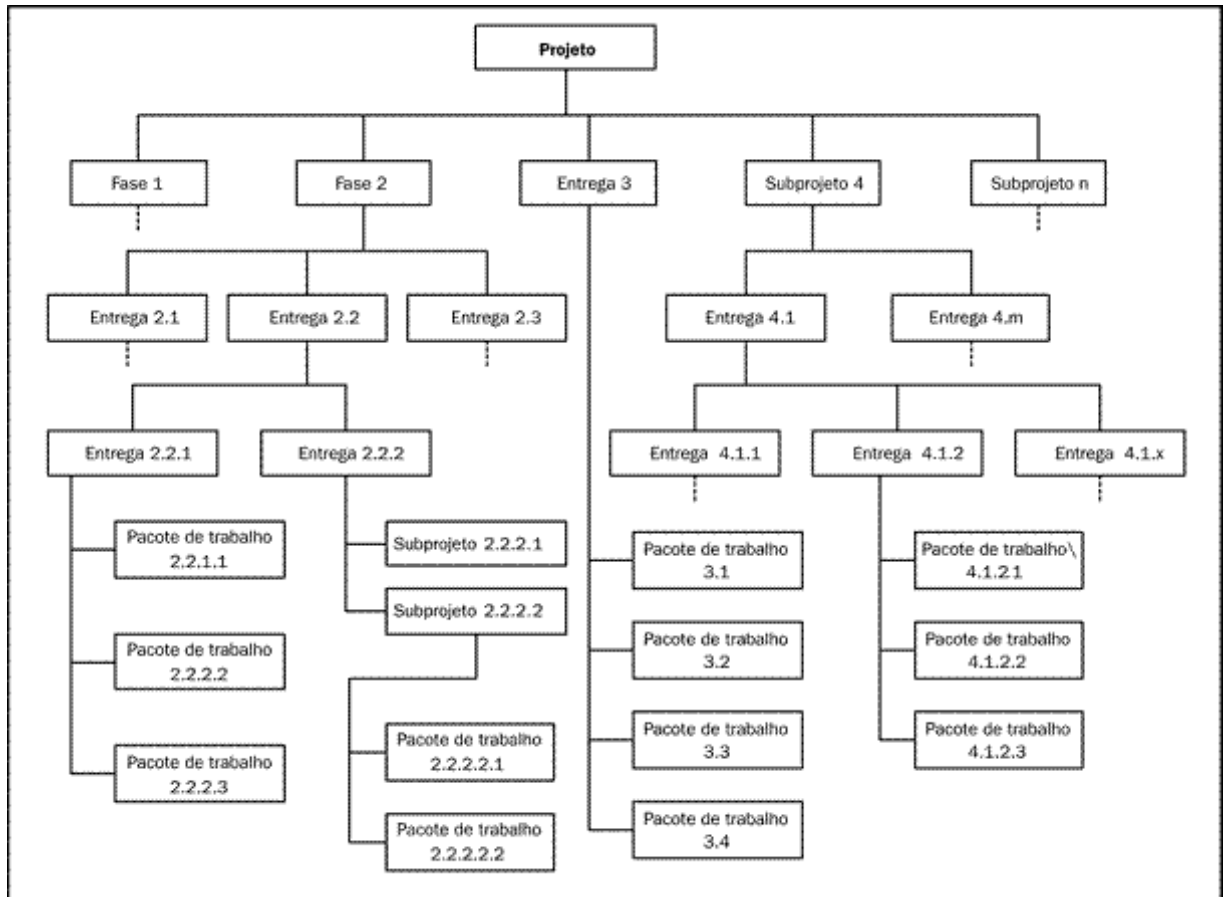 Projeto
Fase 1
Fase 2
Entrega 3
Subprojeto 4
Subprojeto n
Entrega 2.1
Entrega 2.2
Entrega 2.3
Entrega 4.1
Entrega 4.m
Entrega 2.2.1
Entrega 2.2.2
Entrega 4.1.1
Entrega 4.1.2
Entrega 4.1.x
Pacote de trabalho
2.2.1.1
Pacote de trabalho
2.2.2.2
Pacote de trabalho
2.2.2.3
Subprojeto 2.2.2.1
Subprojeto 2.2.2.2
Pacote de trabalho
2.2.2.2.1
Pacote de trabalho
2.2.2.2.2
Pacote de trabalho
3.1
Pacote de trabalho
3.2
Pacote de trabalho
3.3
Pacote de trabalho
3.4
Pacote de trabalho\
4.1.2.1
Pacote de trabalho
4.1.2.2
Pacote de trabalho
4.1.2.3